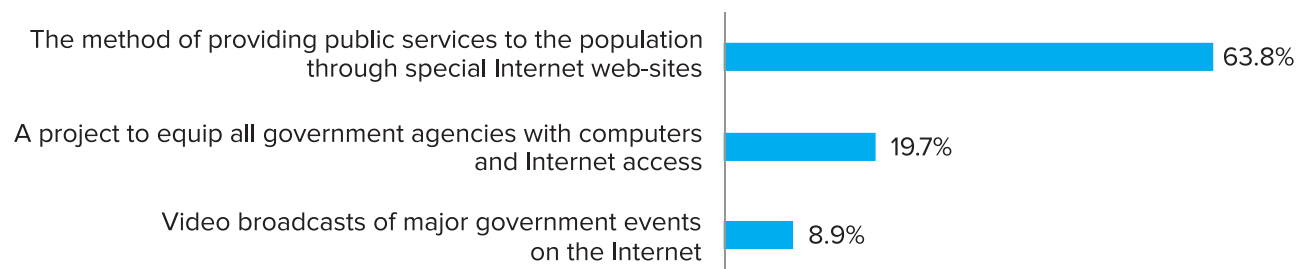 The method of providing public services to the population
through special Internet web-sites
63.8%
A project to equip all government agencies with computers
and Internet access
19.7%
Video broadcasts of major government events
on the Internet
8.9%